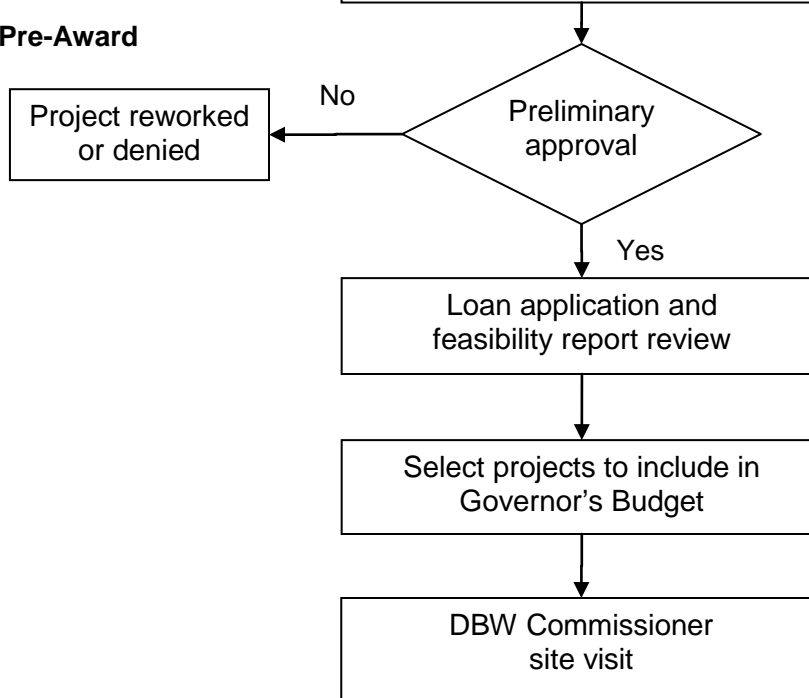 Pre-Award
Preliminary
approval
No
Project reworked
or denied
Yes
Loan application and
feasibility report review
Select projects to include in
Governor's Budget
DBW Commissioner
site visit